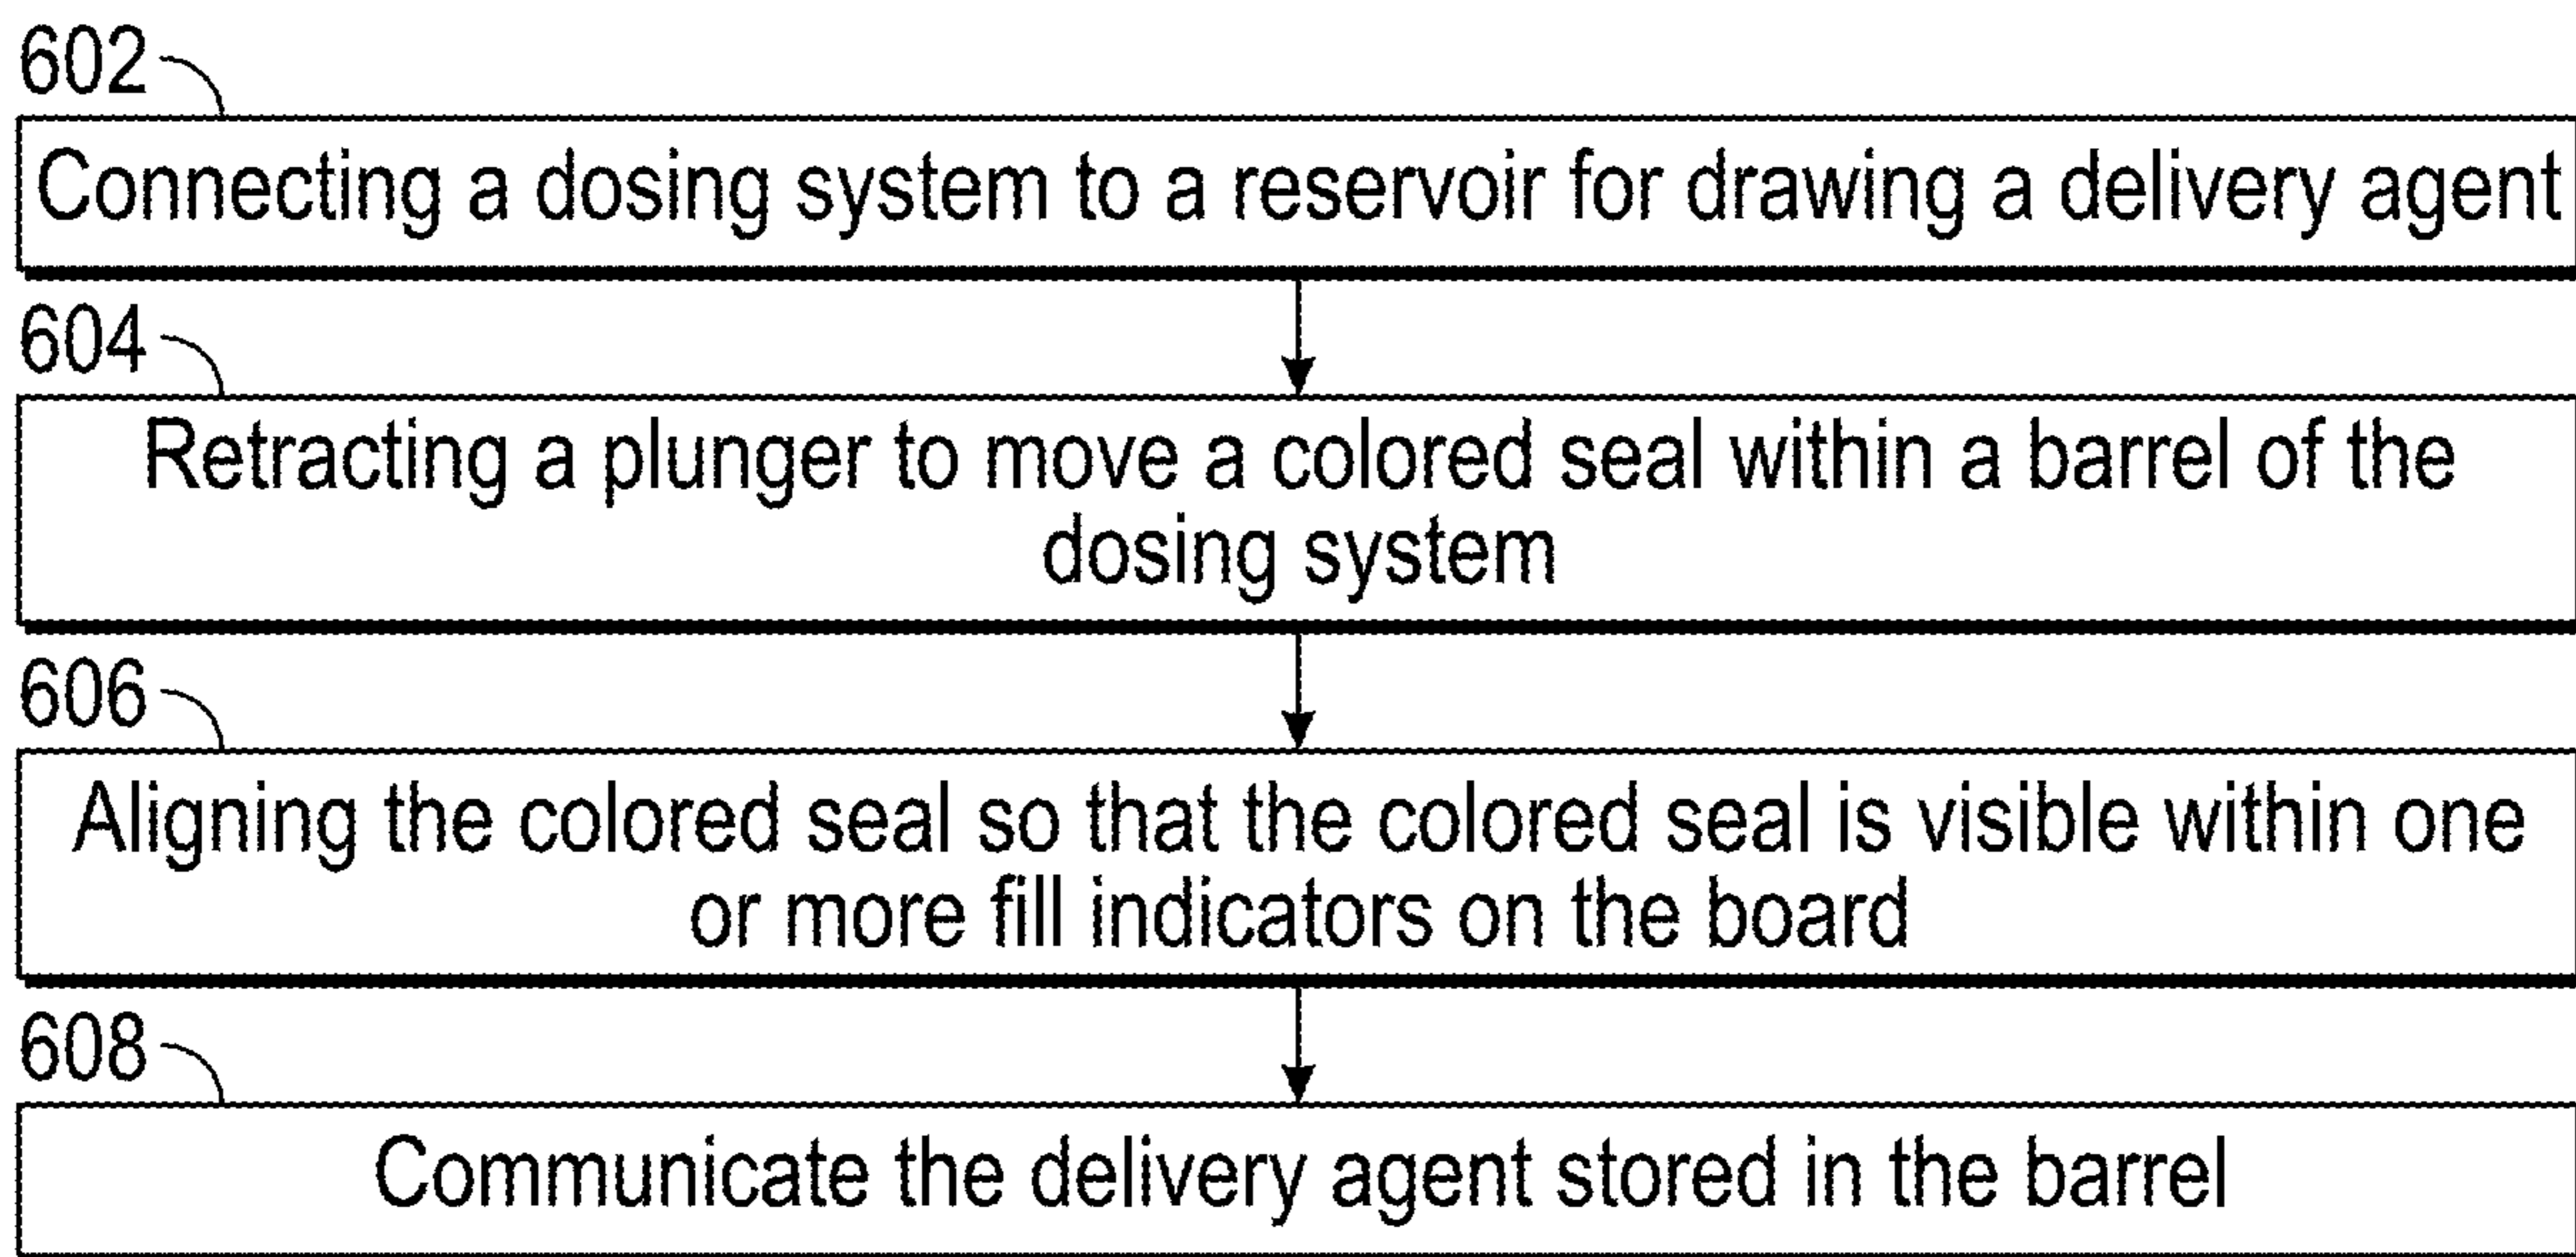 602
Connecting a dosing system to a reservoir for drawing a delivery agent
604
Retracting a plunger to move a colored seal within a barrel of the
dosing system
606
Aligning the colored seal so that the colored seal is visible within one
or more fill indicators on the board
608
Communicate the delivery agent stored in the barrel